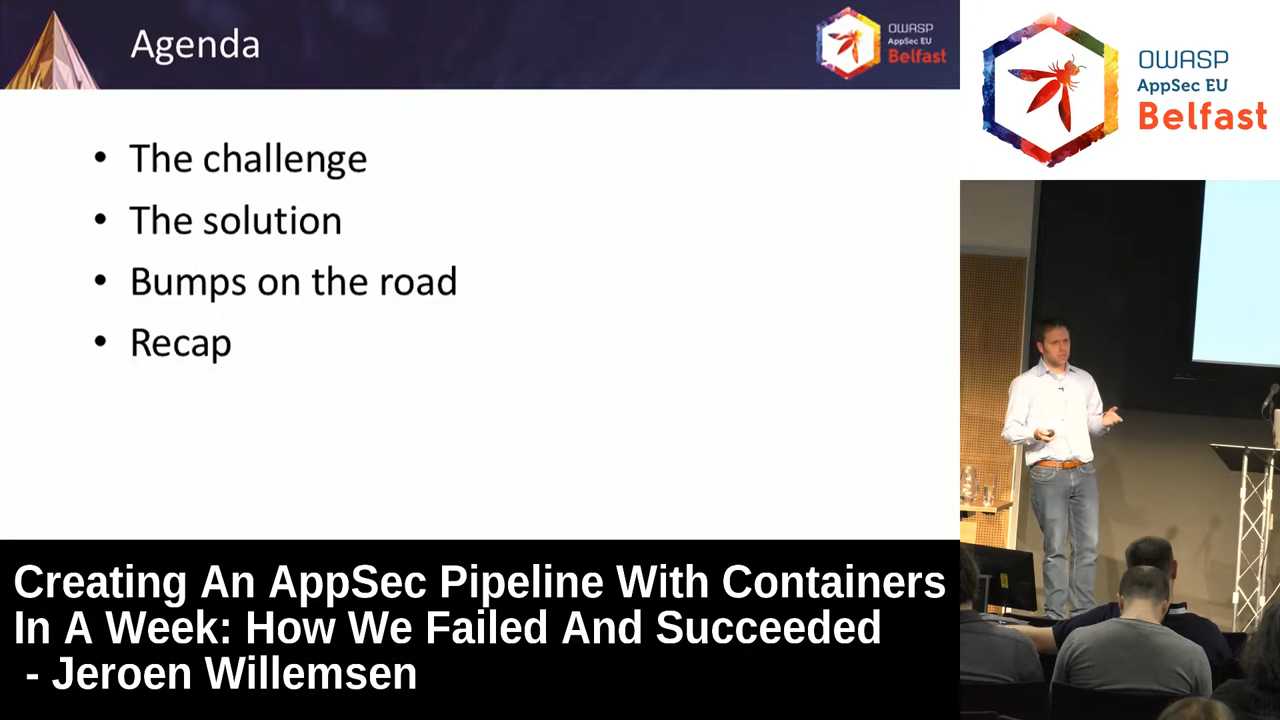 Agenda
OWASP
AppSec EU
Belfast
OWASP
AppSec EU
Belfast
• The challenge
• The solution
• Bumps on the road
• Recap
Creating An AppSec Pipeline With Containers
In A Week: How We Failed And Succeeded
- Jeroen Willemsen